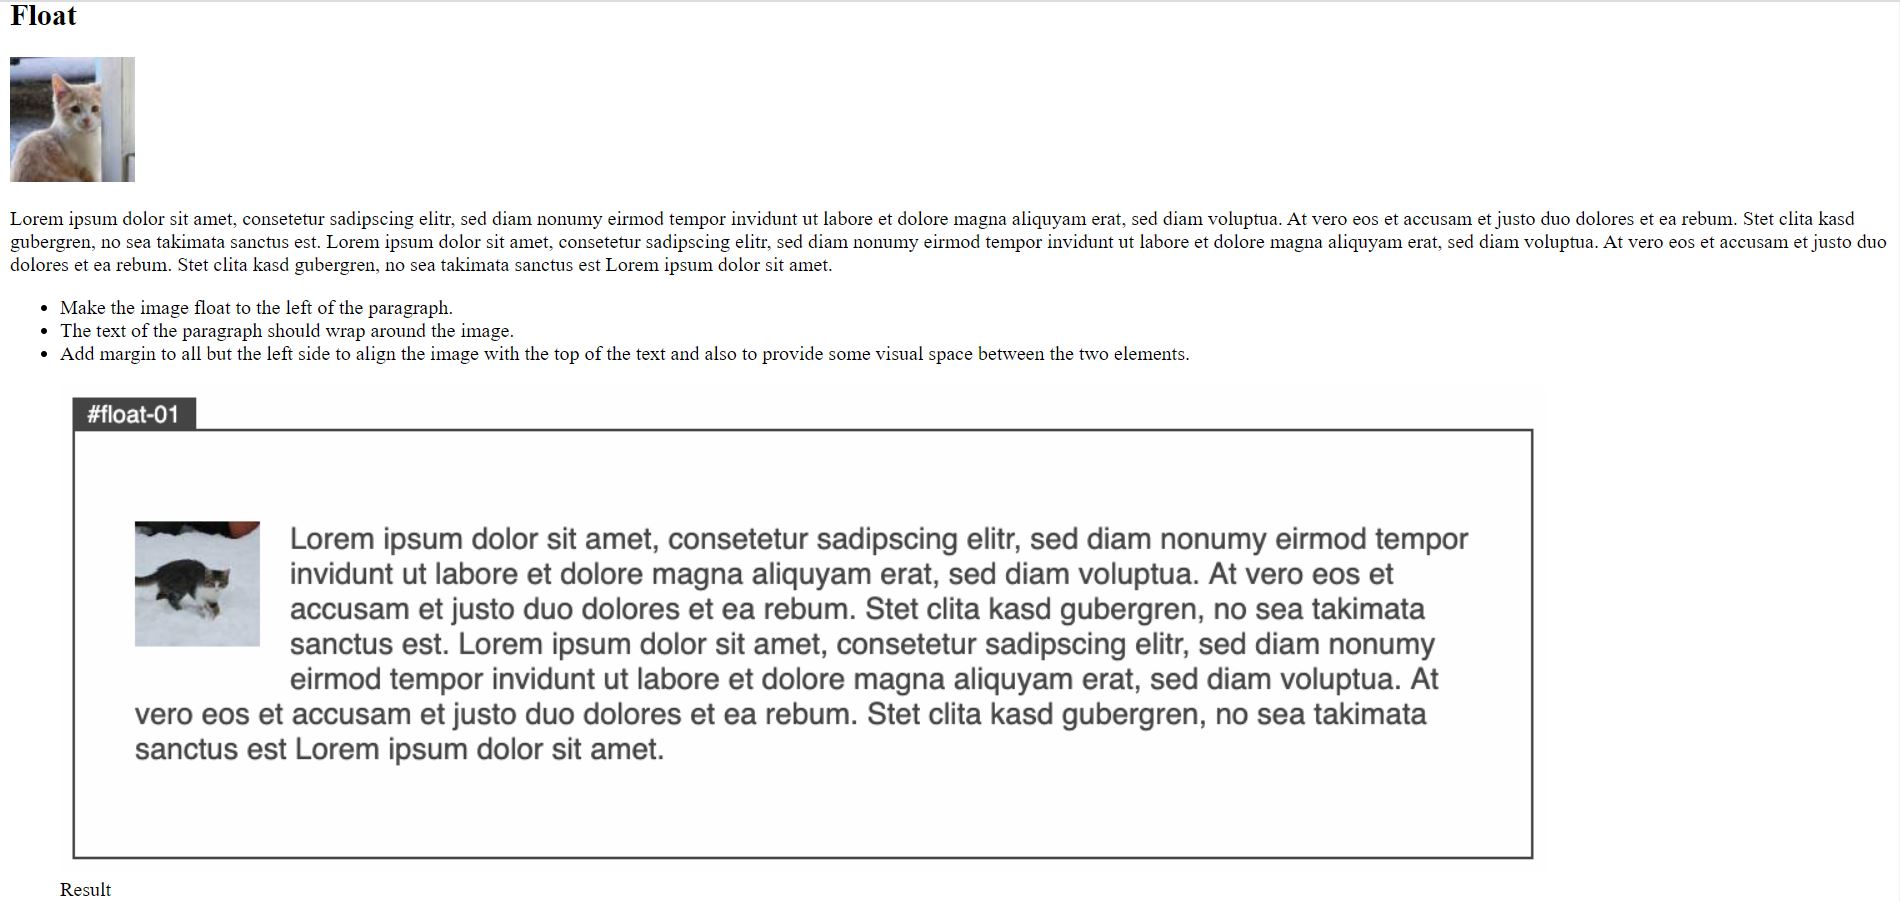 Float
Lorem ipsum dolor sit amet, consetetur sadipscing elitr, sed diam nonumy eirmod tempor invidunt ut labore et dolore magna aliquyam erat, sed diam voluptua. At vero eos et accusam et justo duo dolores et ea rebum. Stet clita kasd
gubergren, no sea takimata sanctus est. Lorem ipsum dolor sit amet, consetetur sadipscing elitr, sed diam nonumy eirmod tempor invidunt ut labore et dolore magna aliquyam erat, sed diam voluptua. At vero eos et accusam et justo duo
dolores et ea rebum. Stet clita kasd gubergren, no sea takimata sanctus est Lorem ipsum dolor sit amet.
• Make the image float to the left of the paragraph.
• The text of the paragraph should wrap around the image.
• Add margin to all but the left side to align the image with the top of the text and also to provide some visual space between the two elements.
#float-01
Lorem ipsum dolor sit amet, consetetur sadipscing elitr, sed diam nonumy eirmod tempor
invidunt ut labore et dolore magna aliquyam erat, sed diam voluptua. At vero eos et
accusam et justo duo dolores et ea rebum. Stet clita kasd gubergren, no sea takimata
sanctus est. Lorem ipsum dolor sit amet, consetetur sadipscing elitr, sed diam nonumy
eirmod tempor invidunt ut labore et dolore magna aliquyam erat, sed diam voluptua. At
vero eos et accusam et justo duo dolores et ea rebum. Stet clita kasd gubergren, no sea takimata
sanctus est Lorem ipsum dolor sit amet.
Result